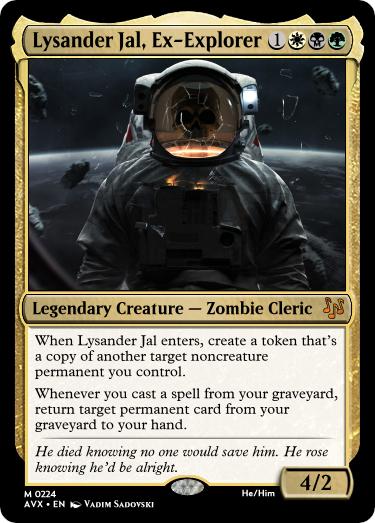 Lysander Jal, Ex-Explorer 1
Legendary Creature — Zombie Cleric
When Lysander Jal enters, create a token that's
a copy of another target noncreature
permanent you control.
Whenever you cast a spell from your graveyard,
return target permanent card from your
graveyard to your hand.
He died knowing no one would save him. He rose
knowing he'd be alright.
4/2
M 0224
He/Him
AVX • EN Vadim Sadovski